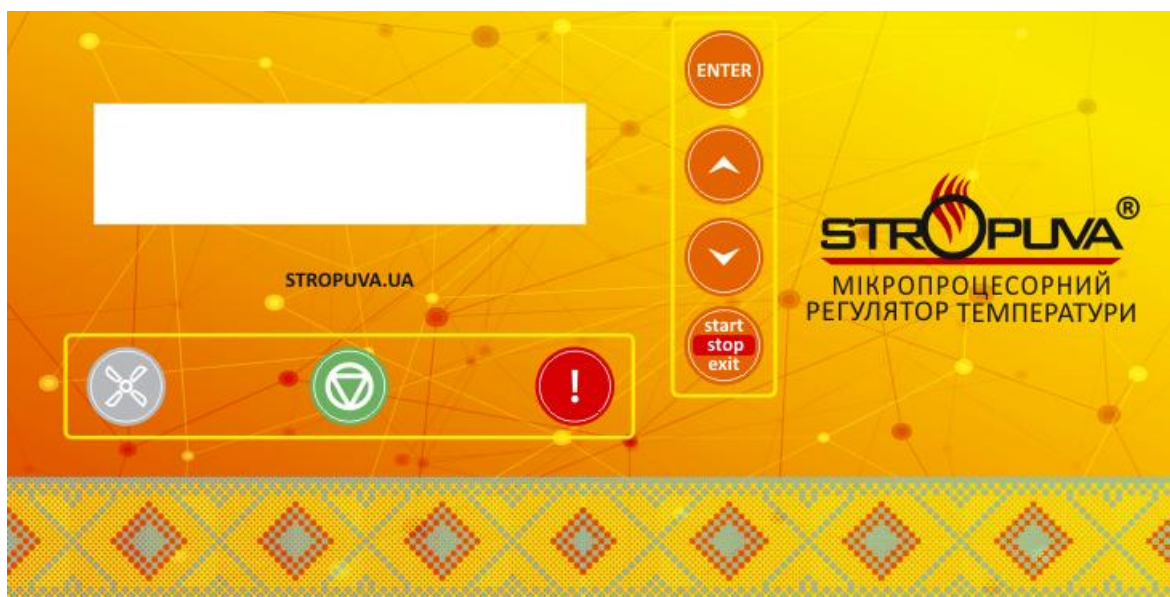 ENTER
STROPUVA®
STROPUVA.UA
МІКРОПРОЦЕСОРНИЙ
РЕГУЛЯТОР ТЕМПЕРАТУРИ
start
stop
exit
!